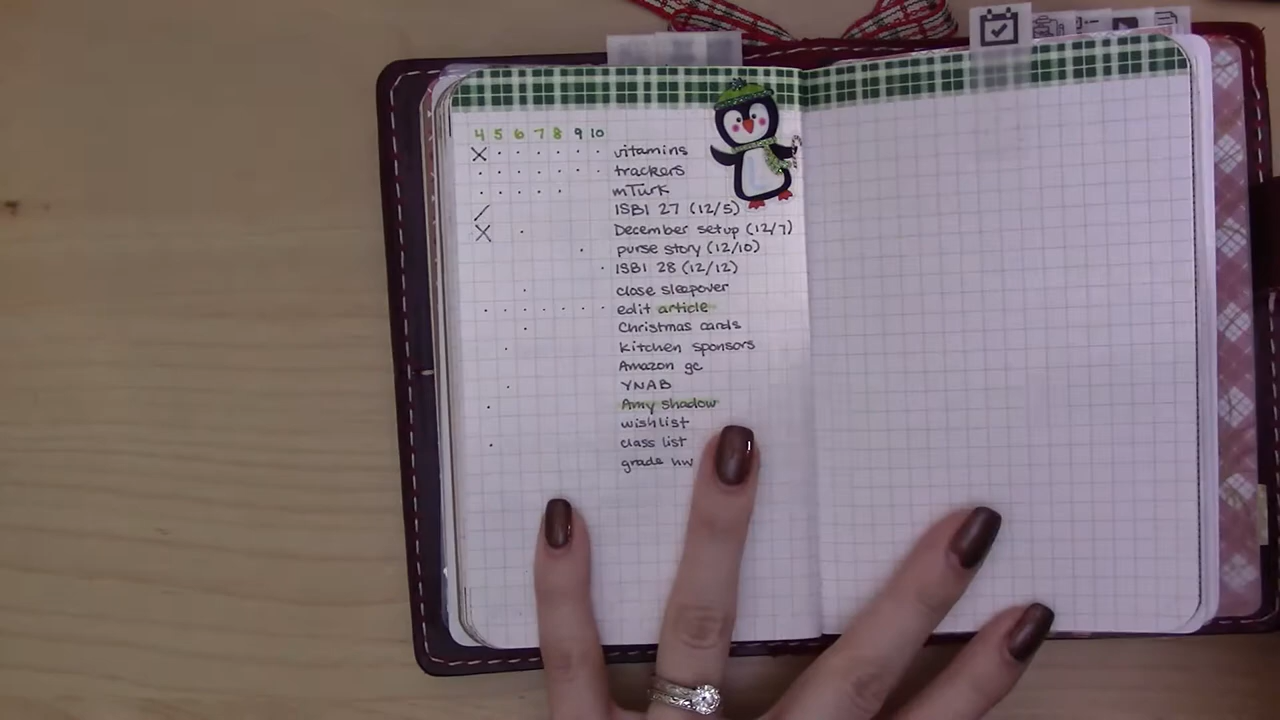 4 5 6 7 8 9 10
vitamins
trackers
mTurk
ISBI 27 (12/5)
December setup (12/7)
purse story (12/10)
ISBI 28 (12/12)
close sleepover
edit article
Christmas cards
kitchen sponsors
Amazon gc
YNAB
Amy shadow
wishlist
class list
grade hw